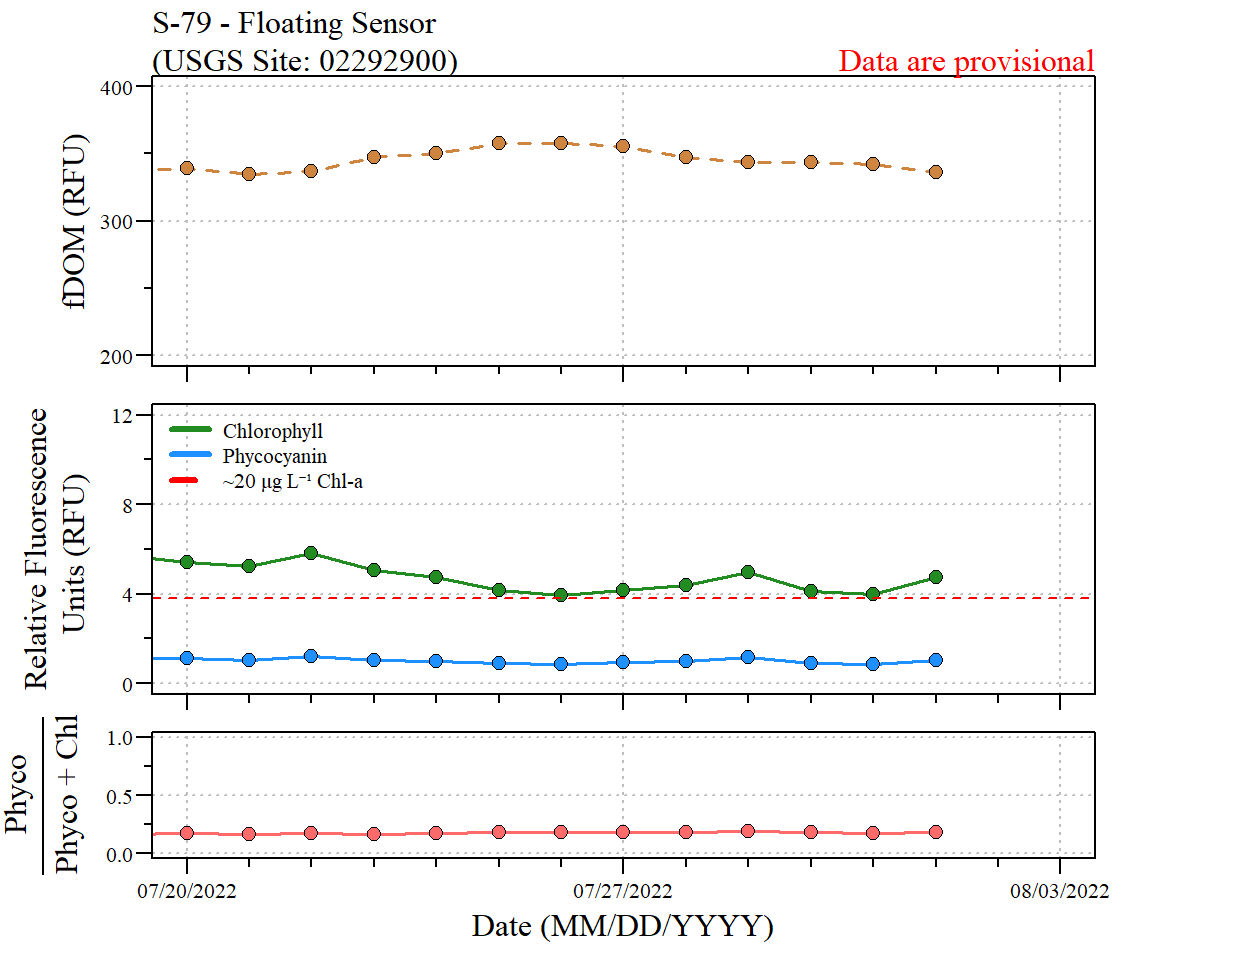 S-79 - Floating Sensor
(USGS Site: 02292900)
Data are provisional
fDOM (RFU)
400
300
200
Relative Fluorescence
Units (RFU)
12
8
4
0
Chlorophyll
Phycocyanin
~20 µg L⁻¹ Chl-a
Phyco
Phyco + Chl
1.0
0.5
0.0
07/20/2022
07/27/2022
08/03/2022
Date (MM/DD/YYYY)